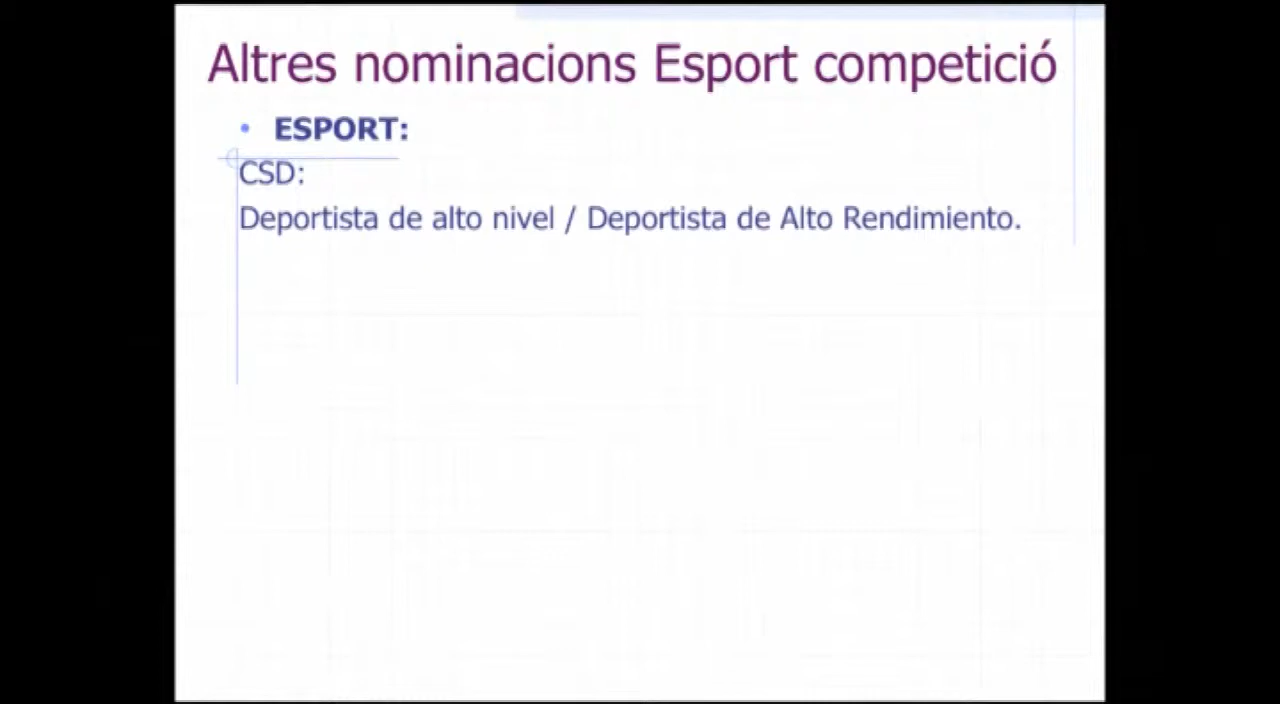 Altres nominacions Esport competició
• ESPORT:
CSD:
Deportista de alto nivel / Deportista de Alto Rendimiento.